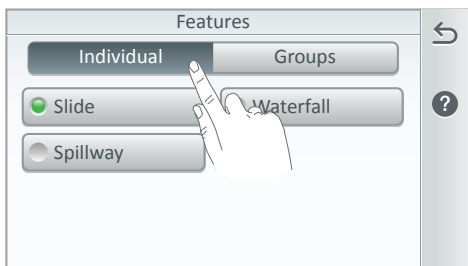 Features
Individual Groups
Slide Waterfall
Spillway
?